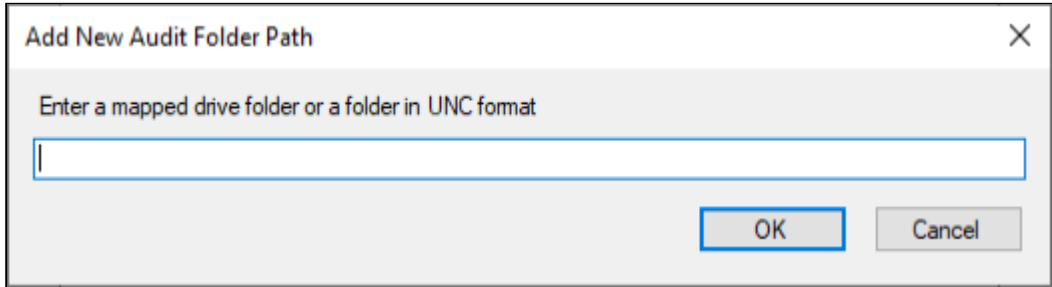 Add New Audit Folder Path
Enter a mapped drive folder or a folder in UNC format
OK Cancel